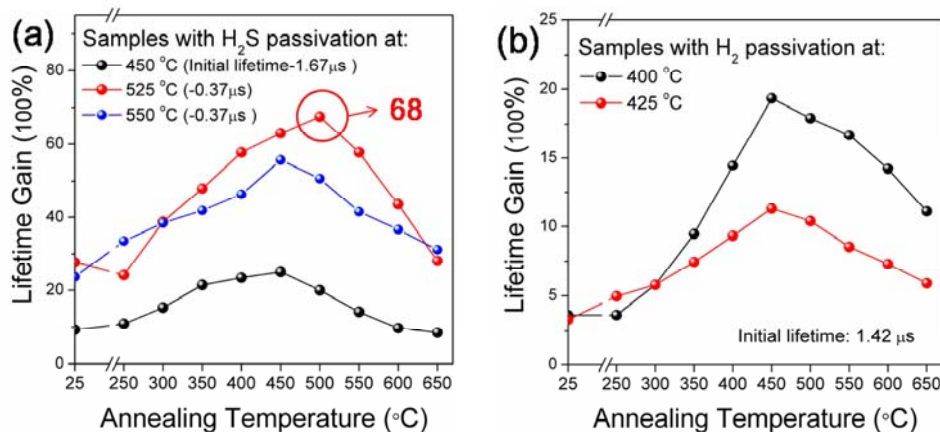 (a)
Samples with H₂S passivation at:
450 °C (Initial lifetime-1.67μs )
525 °C (-0.37μs)
550 °C (-0.37μs )
68
Lifetime Gain (100%)
80
60
40
20
0
25 250 300 350 400 450 500 550 600 650
Annealing Temperature (°C)
(b)
Samples with H₂ passivation at:
400 °C
425 °C
Initial lifetime: 1.42 μs
Lifetime Gain (100%)
25
20
15
10
5
0
25 250 300 350 400 450 500 550 600 650
Annealing Temperature (°C)